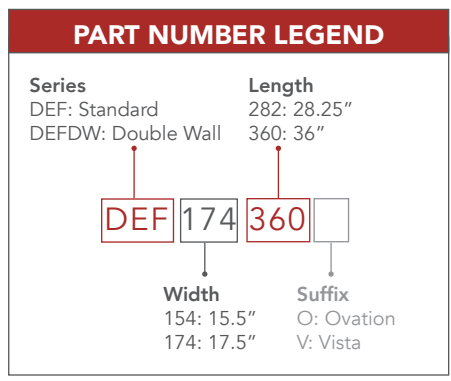 PART NUMBER LEGEND
Series
DEF: Standard
DEFDW: Double Wall
Length
282: 28.25”
360: 36”
DEF 174 360
Width
154: 15.5”
174: 17.5”
Suffix
O: Ovation
V: Vista